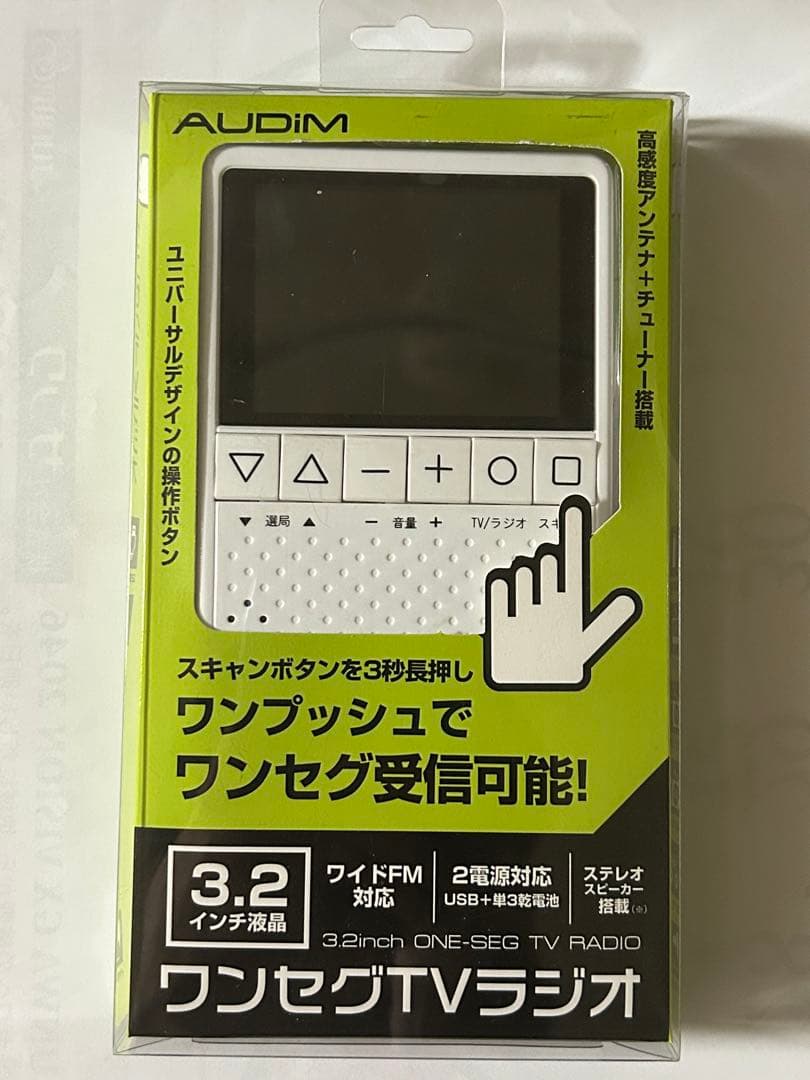 AUDiM
高感度アンテナ+チューナー搭載
ユニバーサルデザインの操作ボタン
▽ △ − + ○ □
▼ 選局 ▲ − 音量 + TV/ラジオ スキ
スキャンボタンを3秒長押し
ワンプッシュで
ワンセグ受信可能!
3.2
インチ液晶
ワイドFM
対応
2電源対応
USB+単3乾電池
ステレオ
スピーカー
搭載(※)
3.2inch ONE-SEG TV RADIO
ワンセグTVラジオ